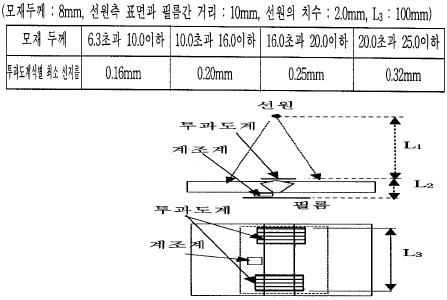 (모재두께 : 8mm, 선원측 표면과 필름간 거리 : 10mm, 선원의 치수 : 2.0mm, L₃ : 100mm)
모재 두께 6.3초과 10.0이하 10.0초과 16.0이하 16.0초과 20.0이하 20.0초과 25.0이하
투과도계식별 최소 선지름 0.16mm 0.20mm 0.25mm 0.32mm
선원
투과도계
계조계
L₁
L₂
필름
투과도계
계조계
L₃